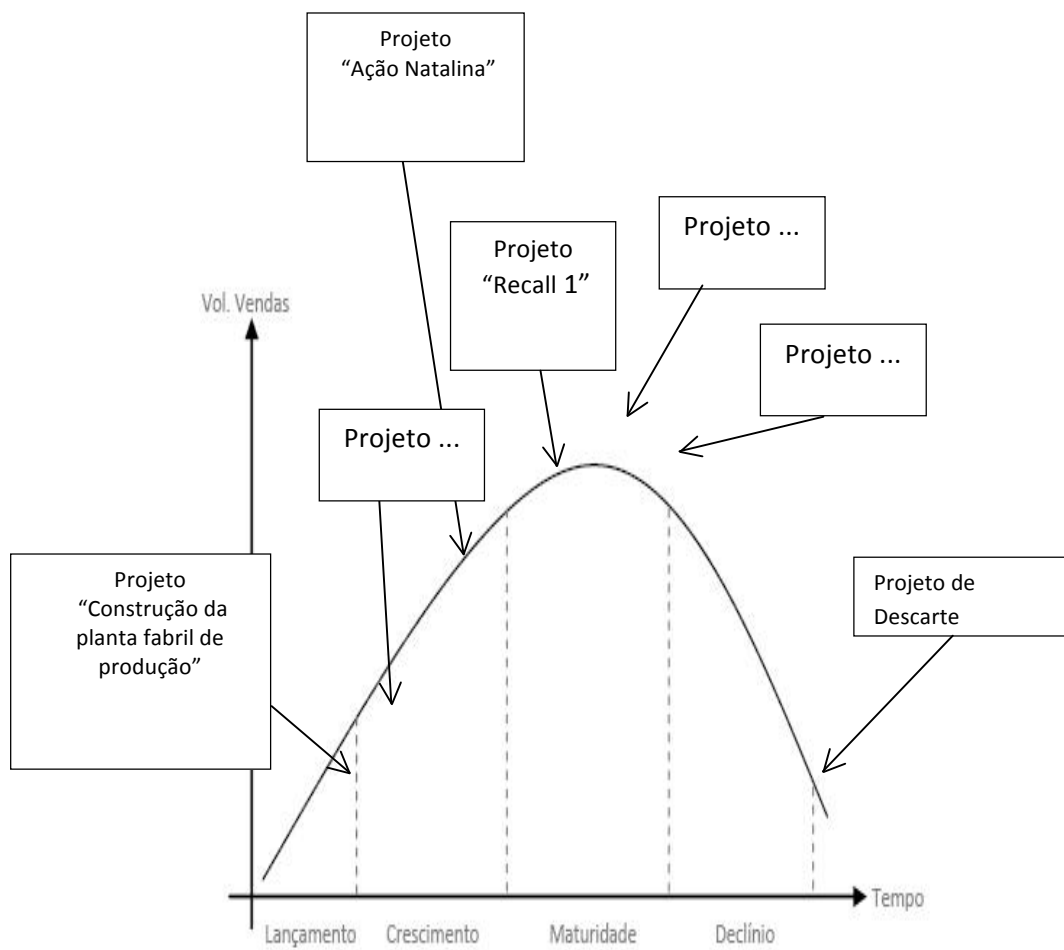 Projeto
“Ação Natalina”
Projeto ...
Projeto
“Recall 1”
Vol. Vendas
Projeto ...
Projeto ...
Projeto
“Construção da
planta fabril de
produção”
Projeto de
Descarte
Tempo
Lançamento
Crescimento
Maturidade
Declínio